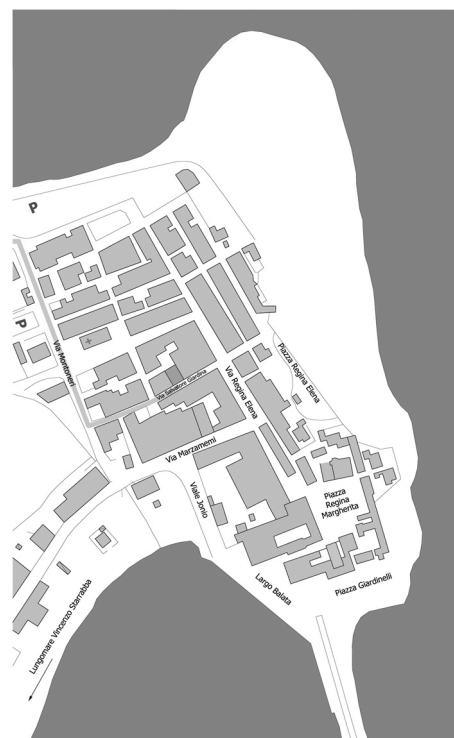 P
P
Via Montoneri
Via Salvatore Giardina
Piazza Regina Elena
Via Regina Elena
Via Marzamemi
Viale Jonio
Piazza
Regina
Margherita
Largo Balata
Piazza Giardinelli
Lungomare Vincenzo Starrabba